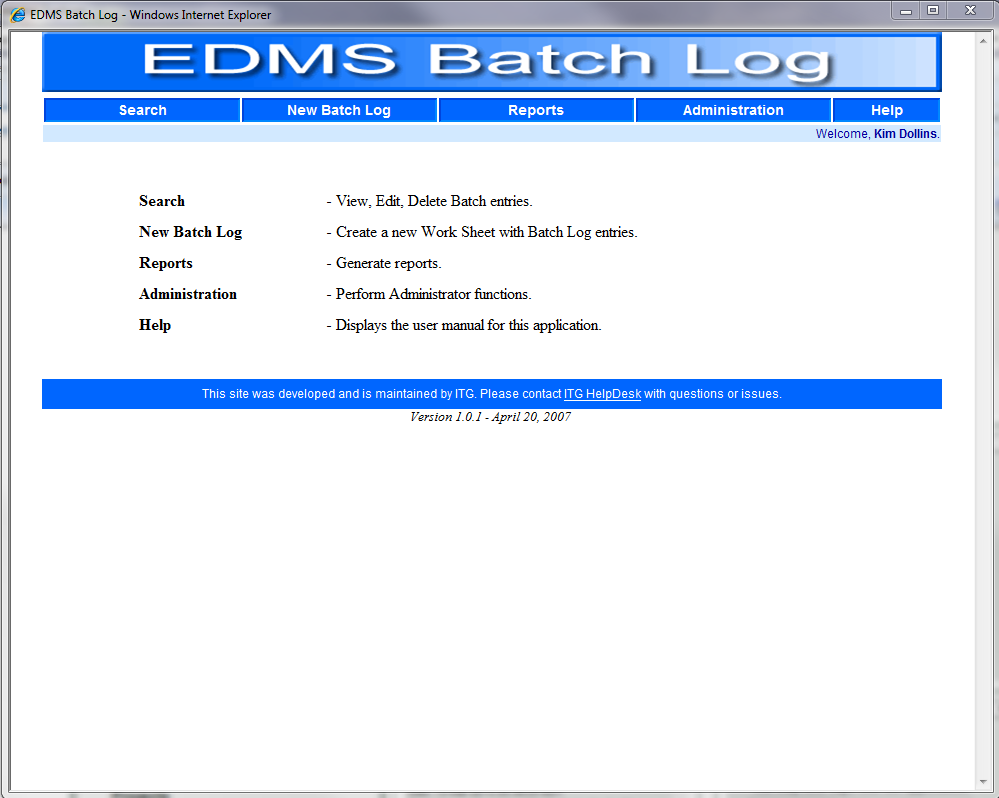 EDMS Batch Log - Windows Internet Explorer
EDMS Batch Log
Search New Batch Log Reports Administration Help
Welcome, Kim Dollins.
Search - View, Edit, Delete Batch entries.
New Batch Log - Create a new Work Sheet with Batch Log entries.
Reports - Generate reports.
Administration - Perform Administrator functions.
Help - Displays the user manual for this application.
This site was developed and is maintained by ITG. Please contact ITG HelpDesk with questions or issues.
Version 1.0.1 - April 20, 2007